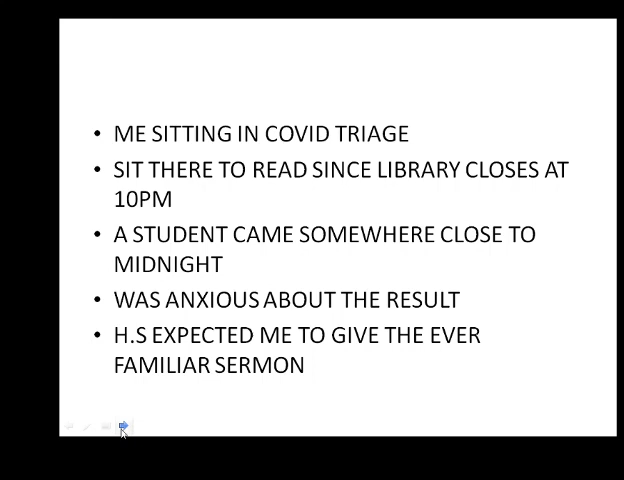 • ME SITTING IN COVID TRIAGE
• SIT THERE TO READ SINCE LIBRARY CLOSES AT
10PM
• A STUDENT CAME SOMEWHERE CLOSE TO
MIDNIGHT
• WAS ANXIOUS ABOUT THE RESULT
• H.S EXPECTED ME TO GIVE THE EVER
FAMILIAR SERMON